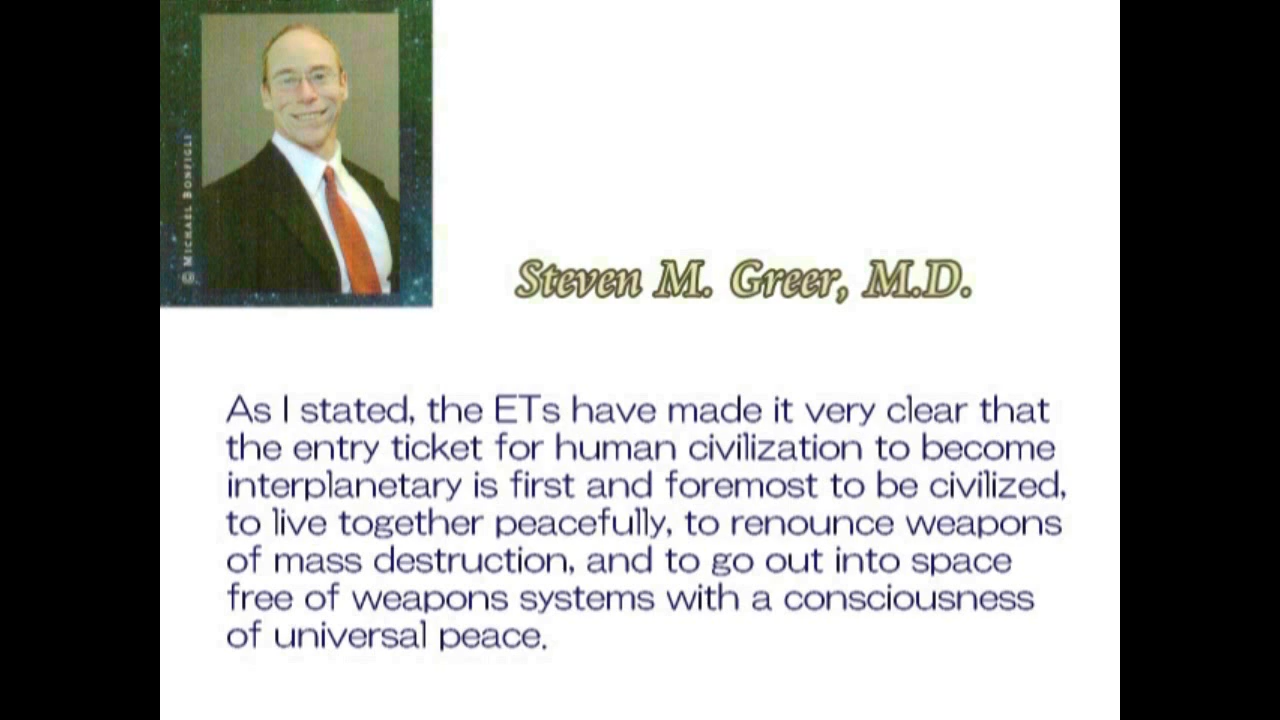 © MICHAEL BONFIGLI
Steven M. Greer, M.D.
As I stated, the ETs have made it very clear that
the entry ticket for human civilization to become
interplanetary is first and foremost to be civilized,
to live together peacefully, to renounce weapons
of mass destruction, and to go out into space
free of weapons systems with a consciousness
of universal peace.